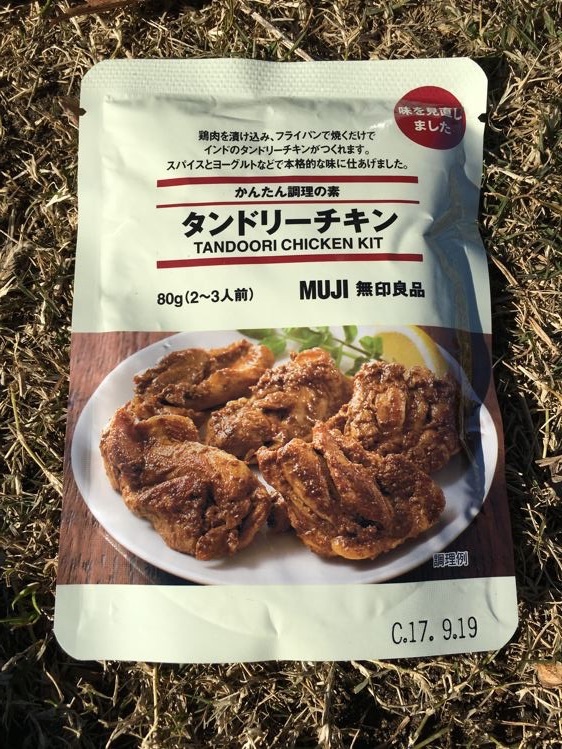 味を見直し
ました
鶏肉を漬け込み、フライパンで焼くだけで
インドのタンドリーチキンがつくれます。
スパイスとヨーグルトなどで本格的な味に仕あげました。
かんたん調理の素
タンドリーチキン
TANDOORI CHICKEN KIT
80g(2〜3人前)
MUJI 無印良品
調理例
C.17. 9.19